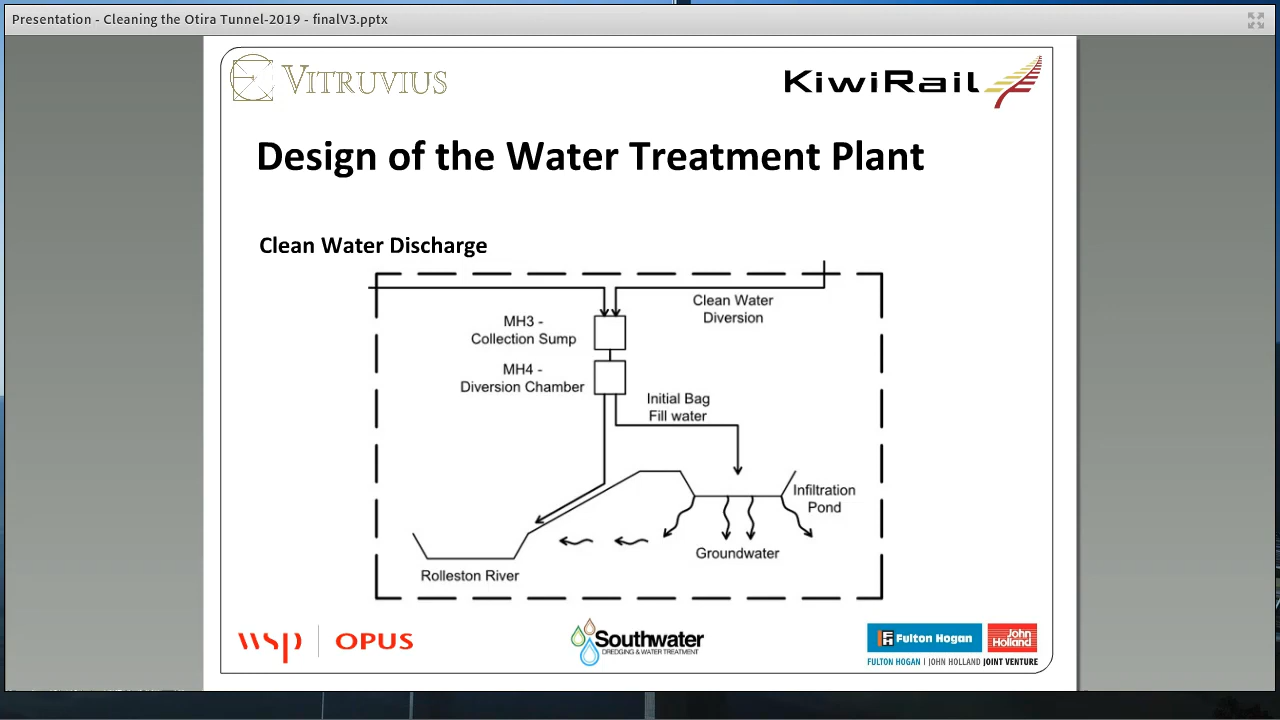 Presentation - Cleaning the Otira Tunnel-2019 - finalV3.pptx
VITRUVIUS
KiwiRail
Design of the Water Treatment Plant
Clean Water Discharge
Clean Water
Diversion
MH3 -
Collection Sump
MH4 -
Diversion Chamber
Initial Bag
Fill water
Infiltration
Pond
Groundwater
Rolleston River
wsp
OPUS
Southwater
DREDGING & WATER TREATMENT
Fulton Hogan
John
Holland
FULTON HOGAN | JOHN HOLLAND JOINT VENTURE